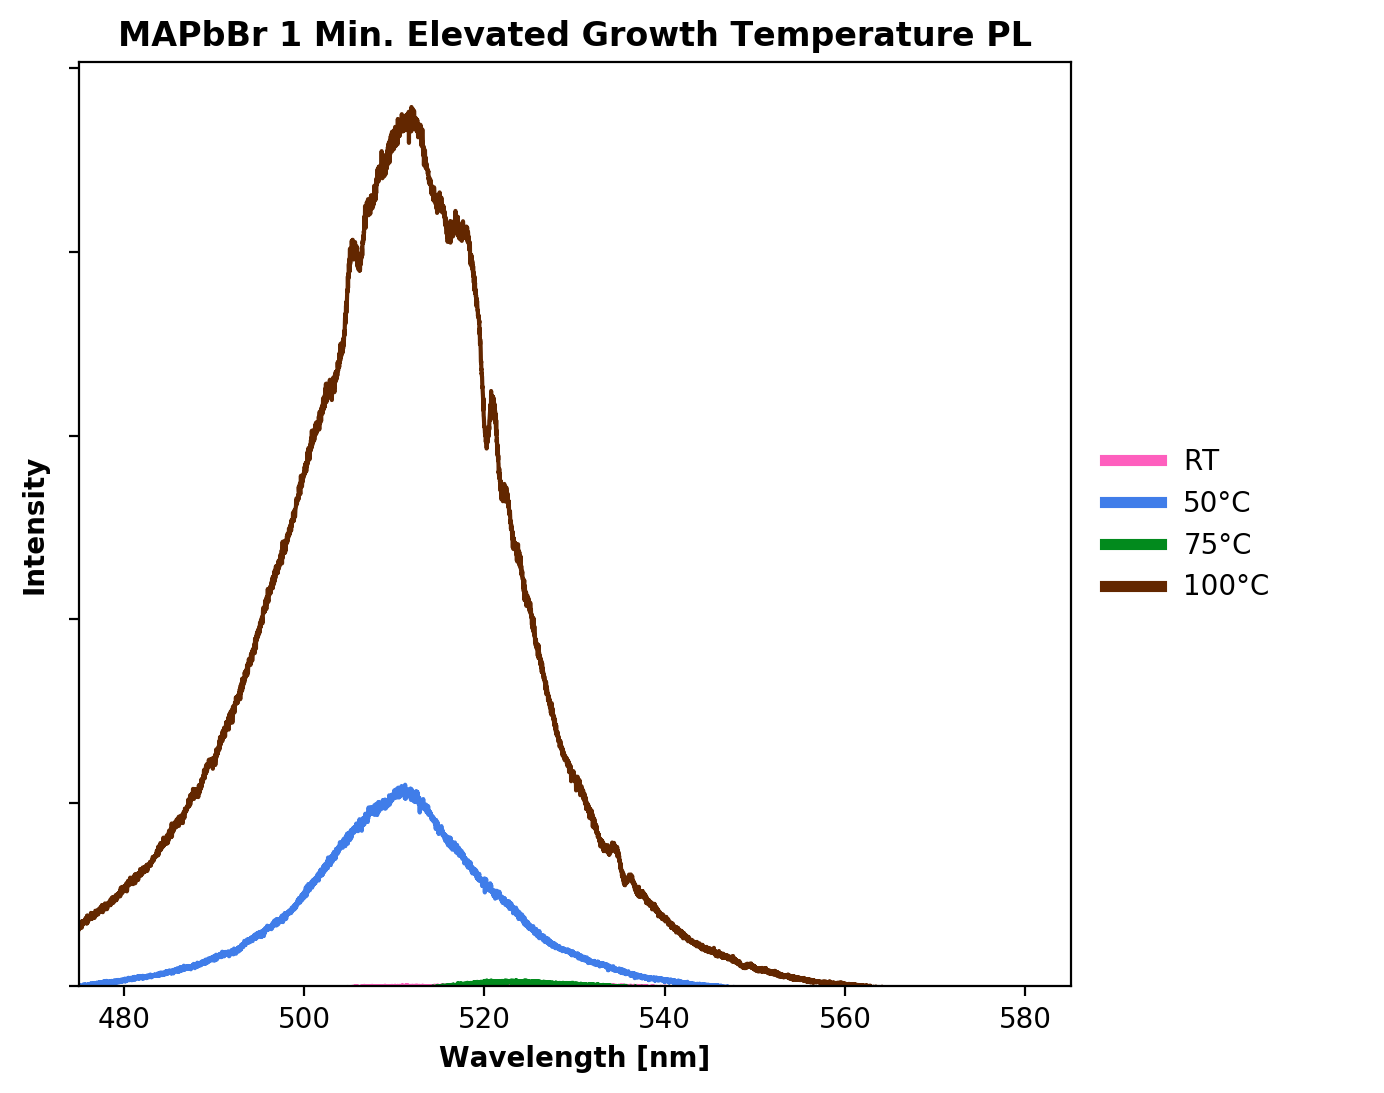 MAPbBr 1 Min. Elevated Growth Temperature PL
Intensity
RT
50°C
75°C
100°C
480 500 520 540 560 580
Wavelength [nm]